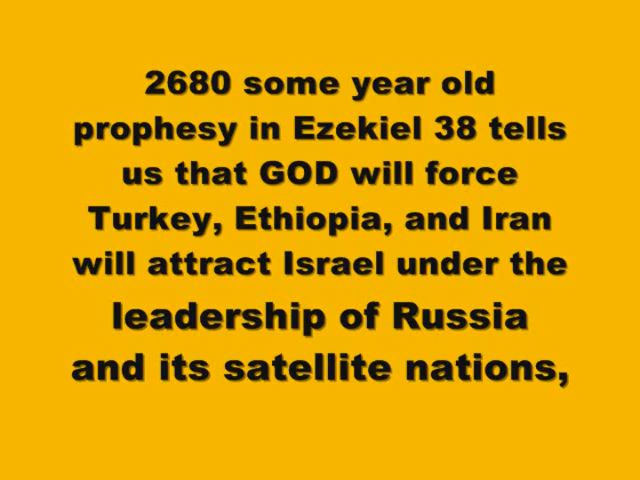 2680 some year old
prophesy in Ezekiel 38 tells
us that GOD will force
Turkey, Ethiopia, and Iran
will attract Israel under the
leadership of Russia
and its satellite nations,